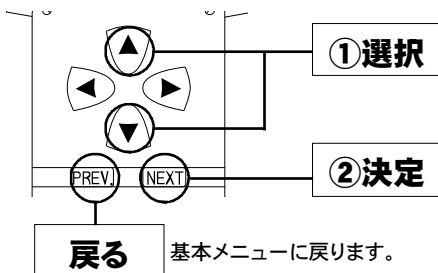 ①選択
②決定
PREV.
NEXT
戻る
基本メニューに戻ります。